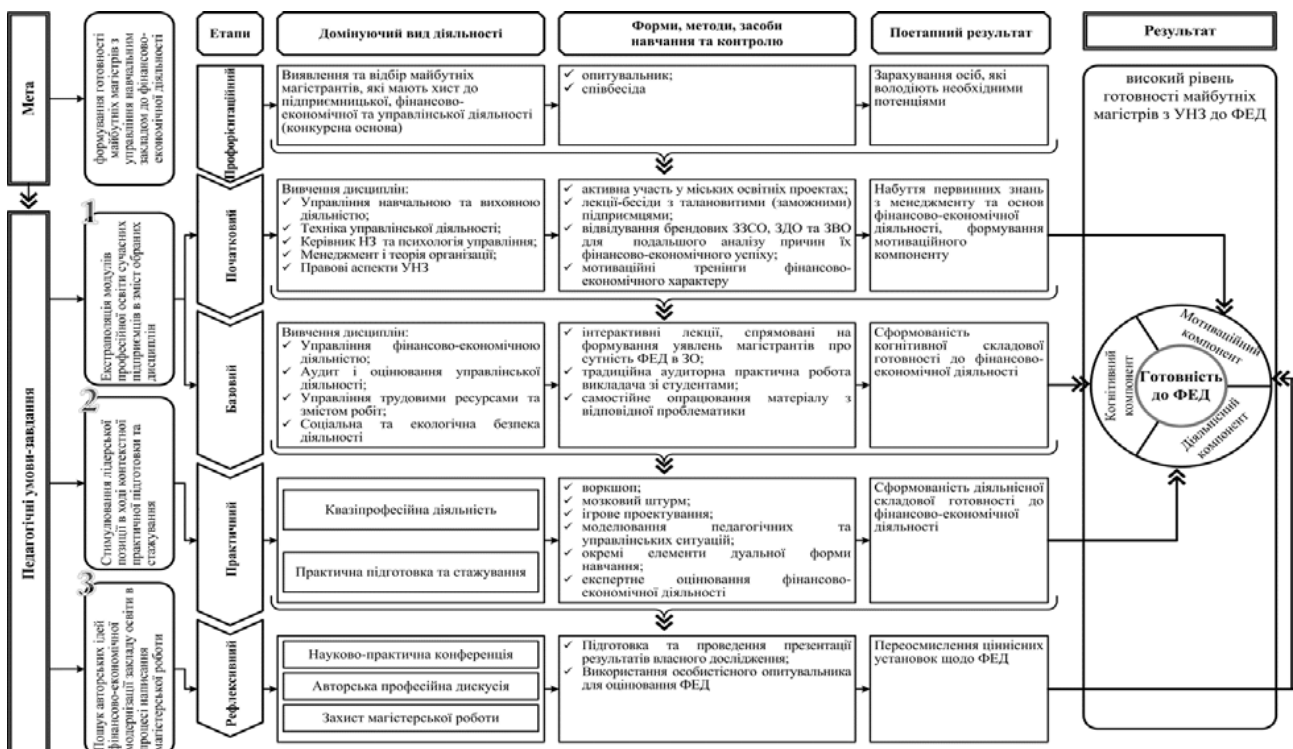 Мета
формування готовності
майбутніх магістрів з
управління навчальним
закладом до фінансово-
економічної діяльності
Педагогічні умови-завдання
1
Екстраполяція модулів
професійної освіти сучасних
підприємців в зміст обраних
дисциплін
2
Стимулювання лідерської
позиції в ході контекстної
практичної підготовки та
стажування
3
Пошук авторських ідей
фінансово-економічної
модернізації закладу освіти в
процесі написання
магістерської роботи
Етапи
Домінуючий вид діяльності
Форми, методи, засоби
навчання та контролю
Поетапний результат
Результат
Профорієнтаційний
Виявлення та відбір майбутніх
магістрантів, які мають хист до
підприємницької, фінансово-
економічної та управлінської діяльності
(конкурсна основа)
✓ опитувальник;
✓ співбесіда
Зарахування осіб, які
володіють необхідними
потенціями
Початковий
Вивчення дисциплін:
✓ Управління навчальною та виховною
діяльністю;
✓ Техніка управлінської діяльності;
✓ Керівник НЗ та психологія управління;
✓ Менеджмент і теорія організації;
✓ Правові аспекти УНЗ
✓ активна участь у міських освітніх проектах;
✓ лекції-бесіди з талановитими (заможними)
підприємцями;
✓ відвідування брендових ЗЗСО, ЗДО та ЗВО
для подальшого аналізу причин їх
фінансово-економічного успіху;
✓ мотиваційні тренінги фінансово-
економічного характеру
Набуття первинних знань
з менеджменту та основ
фінансово-економічної
діяльності, формування
мотиваційного
компоненту
Базовий
Вивчення дисциплін:
✓ Управління фінансово-економічною
діяльністю;
✓ Аудит і оцінювання управлінської
діяльності;
✓ Управління трудовими ресурсами та
змістом робіт;
✓ Соціальна та екологічна безпека
діяльності
✓ інтерактивні лекції, спрямовані на
формування уявлень магістрантів про
сутність ФЕД в ЗО;
✓ традиційна аудиторна практична робота
викладача зі студентами;
✓ самостійне опрацювання матеріалу з
відповідної проблематики
Сформованість
когнітивної складової
готовності до фінансово-
економічної діяльності
Практичний
Квазіпрофесійна діяльність
Практична підготовка та стажування
✓ воркшоп;
✓ мозковий штурм;
✓ ігрове проектування;
✓ моделювання педагогічних та
управлінських ситуацій;
✓ окремі елементи дуальної форми
навчання;
✓ експертне оцінювання фінансово-
економічної діяльності
Сформованість діяльнісної
складової готовності до
фінансово-економічної
діяльності
Рефлексивний
Науково-практична конференція
Авторська професійна дискусія
Захист магістерської роботи
✓ Підготовка та проведення презентації
результатів власного дослідження;
✓ Використання особистісного опитувальника
для оцінювання ФЕД
Переосмислення ціннісних
установок щодо ФЕД
високий рівень
готовності майбутніх
магістрів з УНЗ до ФЕД
Мотиваційний
компонент
Когнітивний
компонент
Готовність
до ФЕД
Діяльнісний
компонент